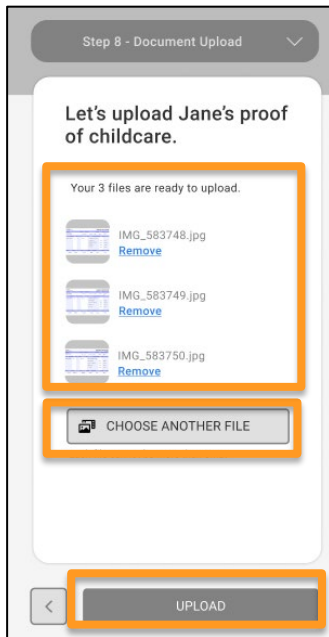 Step 8 - Document Upload
Let's upload Jane's proof
of childcare.
Your 3 files are ready to upload.
IMG_583748.jpg
Remove
IMG_583749.jpg
Remove
IMG_583750.jpg
Remove
CHOOSE ANOTHER FILE
UPLOAD